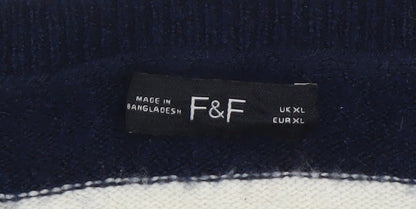 MADE IN
BANGLADESH
F&F
UK XL
EUR XL